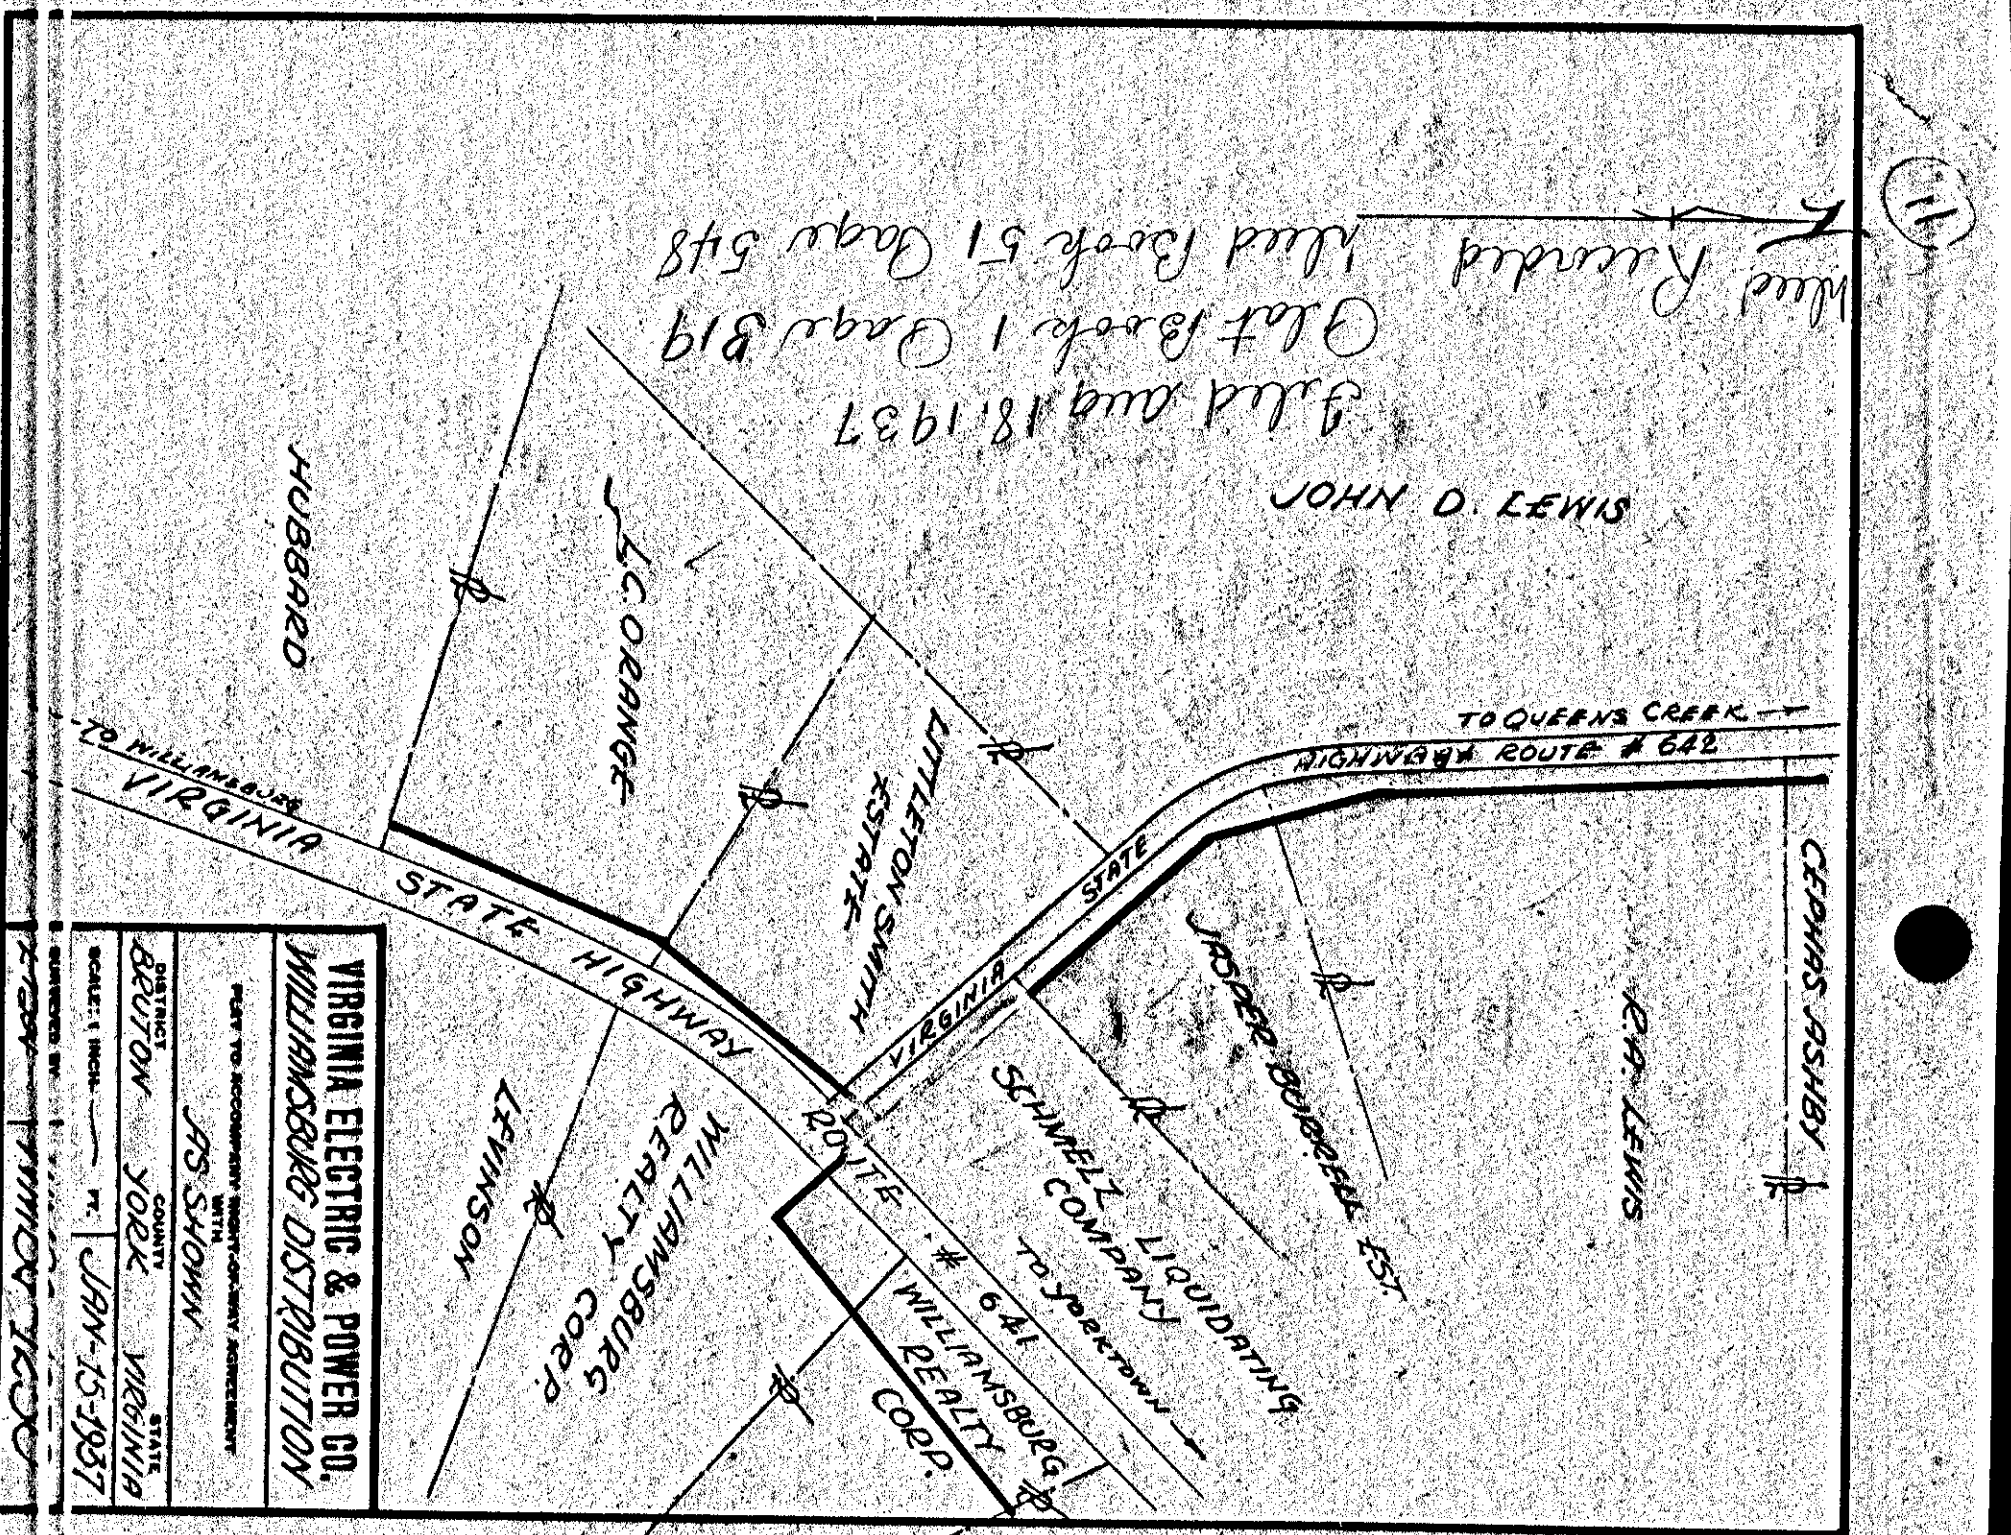 11
Deed Recorded Deed Book 51 Page 548
Plat Book 1 Page 319
Filed Aug 18, 1937
JOHN D. LEWIS
HUBBARD
L.C. ORANGE
LITTLETON SMITH
ESTATE
TO QUEENS CREEK
VIRGINIA STATE HIGHWAY ROUTE # 642
CEPHAS ASHBY
R.A. LEWIS
JASPER BURRELL EST.
SCHMELZ LIQUIDATING
COMPANY
TO YORKTOWN
TO WILLIAMSBURG
VIRGINIA STATE HIGHWAY ROUTE # 641
WILLIAMSBURG
REALTY
CORP.
WILLIAMSBURG
REALTY
CORP.
LEVINSON
VIRGINIA ELECTRIC & POWER CO.
WILLIAMSBURG DISTRIBUTION
PLAT TO ACCOMPANY RIGHT-OF-WAY AGREEMENT
WITH
AS SHOWN
DISTRICT COUNTY STATE
BRUTON YORK VIRGINIA
SCALE: 1 INCH FT. JAN-15-1937
SURVEYED BY